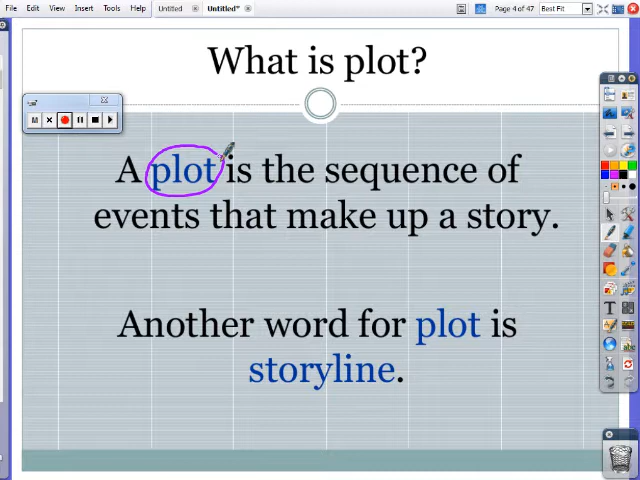 File Edit View Insert Tools Help Untitled Untitled* Page 4 of 47 Best Fit
What is plot?
A plot is the sequence of
events that make up a story.
Another word for plot is
storyline.